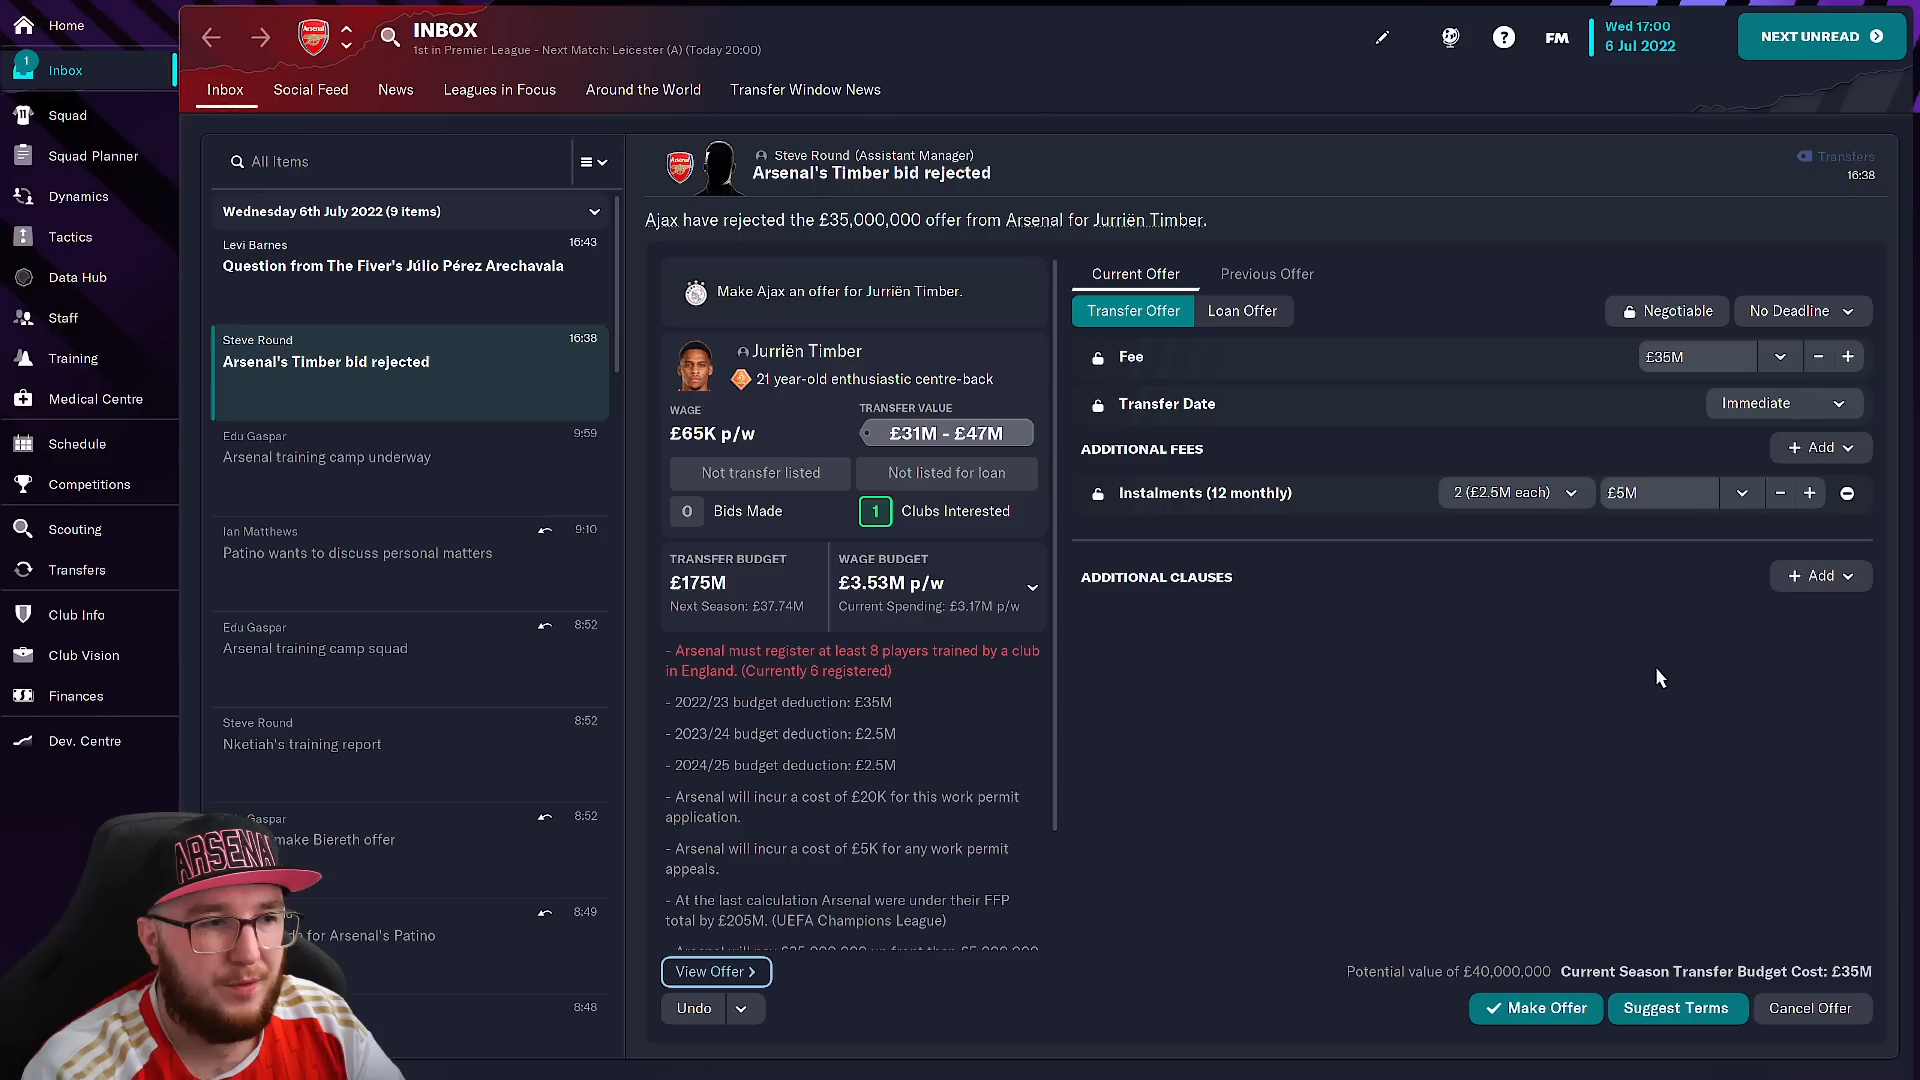 Home
Inbox
1
Squad
Squad Planner
Dynamics
Tactics
Data Hub
Staff
Training
Medical Centre
Schedule
Competitions
Scouting
Transfers
Club Info
Club Vision
Finances
Dev. Centre
INBOX
1st in Premier League - Next Match: Leicester (A) (Today 20:00)
FM
Wed 17:00
6 Jul 2022
NEXT UNREAD
Inbox
Social Feed
News
Leagues in Focus
Around the World
Transfer Window News
All Items
Wednesday 6th July 2022 (9 items)
Levi Barnes 16:43
Question from The Fiver's Júlio Pérez Arechavala
Steve Round 16:38
Arsenal's Timber bid rejected
Edu Gaspar 9:59
Arsenal training camp underway
Ian Matthews 9:10
Patino wants to discuss personal matters
Edu Gaspar 8:52
Arsenal training camp squad
Steve Round 8:52
Nketiah's training report
Gaspar 8:52
make Biereth offer
8:49
for Arsenal's Patino
8:48
ARSENAL
Steve Round (Assistant Manager)
Arsenal's Timber bid rejected
Transfers
16:38
Ajax have rejected the £35,000,000 offer from Arsenal for Jurriën Timber.
Make Ajax an offer for Jurriën Timber.
Jurriën Timber
21 year-old enthusiastic centre-back
WAGE
£65K p/w
TRANSFER VALUE
£31M - £47M
Not transfer listed
Not listed for loan
0 Bids Made
1 Clubs Interested
TRANSFER BUDGET
£175M
Next Season: £37.74M
WAGE BUDGET
£3.53M p/w
Current Spending: £3.17M p/w
- Arsenal must register at least 8 players trained by a club
in England. (Currently 6 registered)
- 2022/23 budget deduction: £35M
- 2023/24 budget deduction: £2.5M
- 2024/25 budget deduction: £2.5M
- Arsenal will incur a cost of £20K for this work permit
application.
- Arsenal will incur a cost of £5K for any work permit
appeals.
- At the last calculation Arsenal were under their FFP
total by £205M. (UEFA Champions League)
- Arsenal will pay £35,000,000 up front then £5,000,000
View Offer
Undo
Current Offer
Previous Offer
Transfer Offer
Loan Offer
Negotiable
No Deadline
Fee
£35M
Transfer Date
Immediate
ADDITIONAL FEES
+ Add
Instalments (12 monthly)
2 (£2.5M each)
£5M
ADDITIONAL CLAUSES
+ Add
Potential value of £40,000,000 Current Season Transfer Budget Cost: £35M
Make Offer
Suggest Terms
Cancel Offer